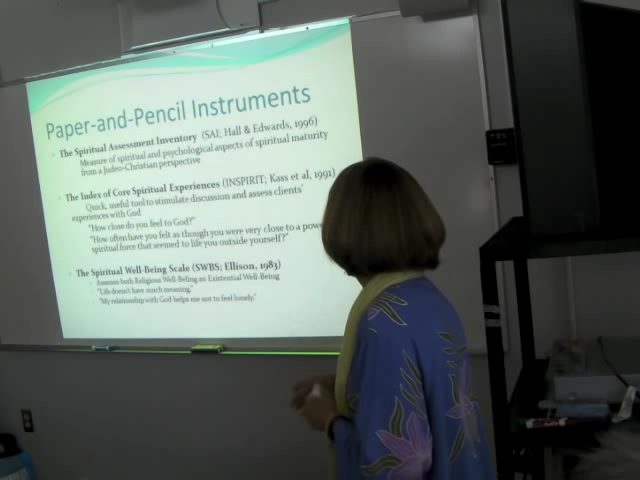 Paper-and-Pencil Instruments
The Spiritual Assessment Inventory (SAI; Hall & Edwards, 1996)
Measure of spiritual and psychological aspects of spiritual maturity
from a Judeo-Christian perspective
The Index of Core Spiritual Experiences (INSPIRIT; Kass et al, 1991)
Quick, useful tool to stimulate discussion and assess clients'
experiences with God
"How close do you feel to God?"
"How often have you felt as though you were very close to a
spiritual force that seemed to life you outside yourself?"
The Spiritual Well-Being Scale (SWBS; Ellison, 1983)
Assesses both Religious Well-Being an Existential Well-Being
"Life doesn't have much meaning."
"My relationship with God helps me not to feel lonely."